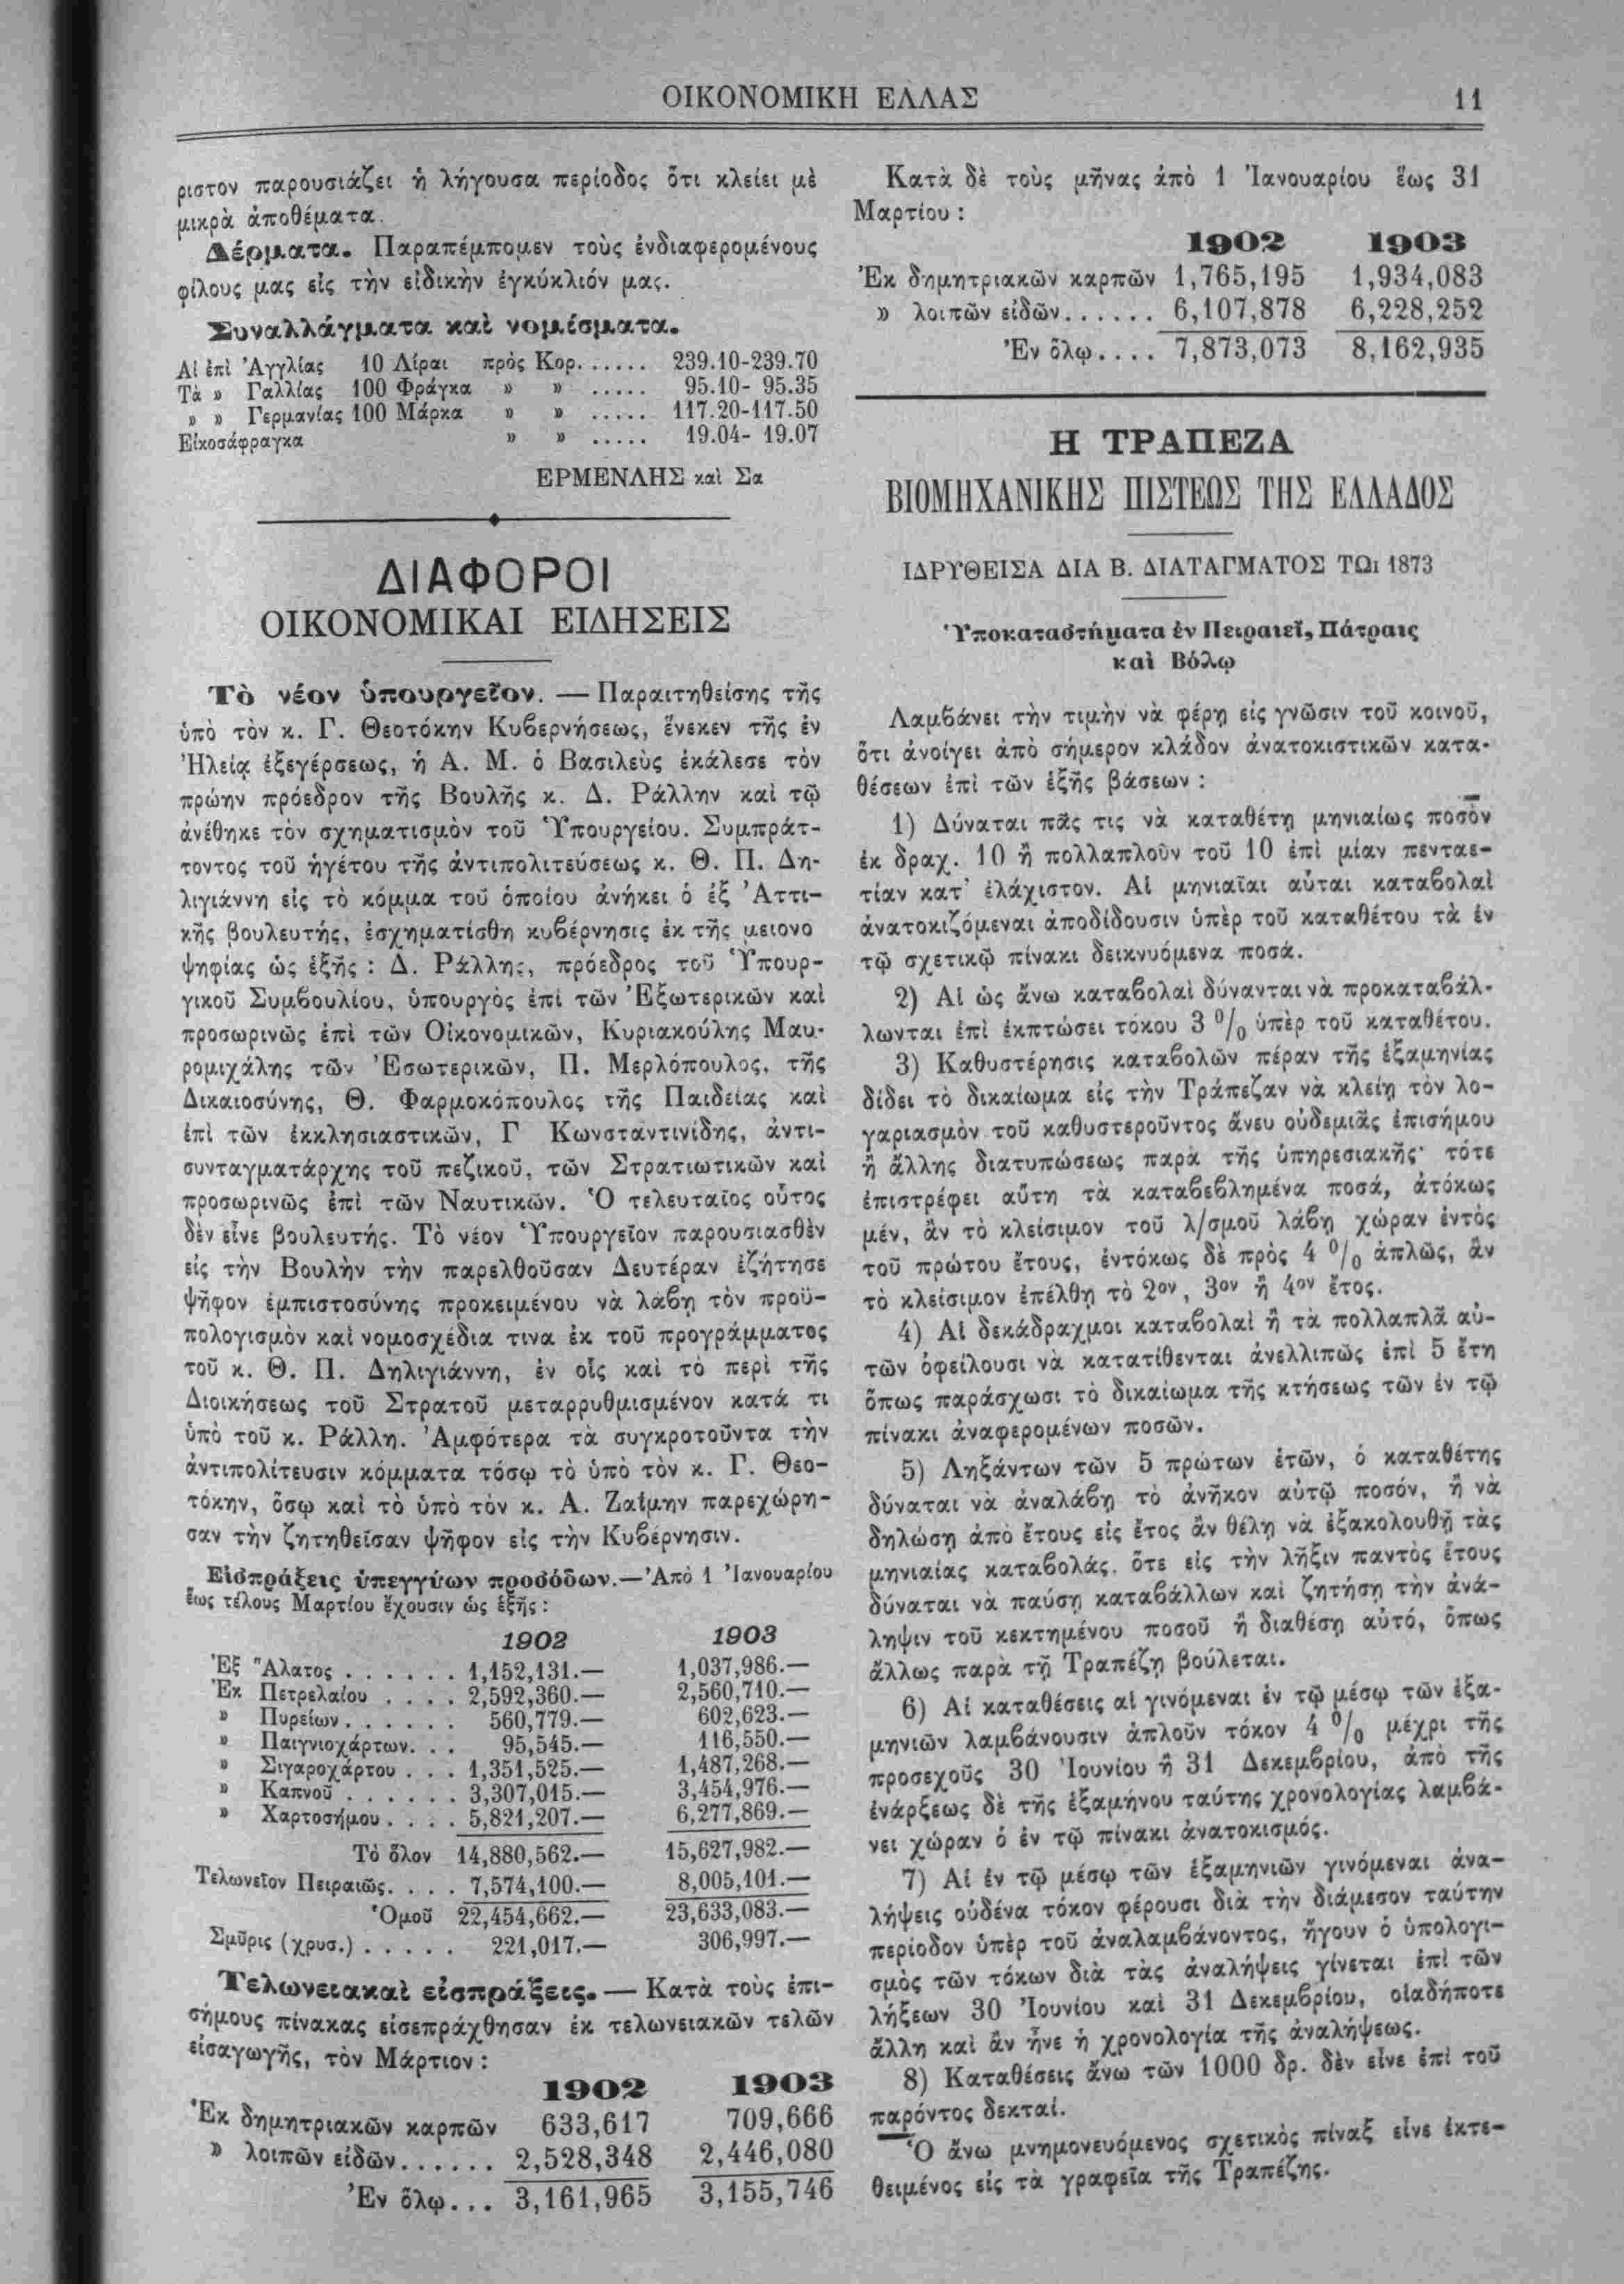 ΟΙΚΟΝΟΜΙΚΗ ΕΛΛΑΣ 11
ριστον παρουσιάζει ἡ λήγουσα περίοδος ὅτι κλείει μὲ
μικρὰ ἀποθέματα.
Δέρματα. Παραπέμπομεν τοὺς ἐνδιαφερομένους
φίλους μας εἰς τὴν εἰδικὴν ἐγκύκλιόν μας.
Συναλλάγματα καὶ νομίσματα.
Αἱ ἐπὶ Ἀγγλίας 10 Λίραι πρὸς Κορ. ...... 239.10-239.70
Τὰ » Γαλλίας 100 Φράγκα » » ..... 95.10- 95.35
» » Γερμανίας 100 Μάρκα » » ..... 117.20-117.50
Εἰκοσάφραγκα » » ..... 19.04- 19.07
ΕΡΜΕΝΛΗΣ καὶ Σα
ΔΙΑΦΟΡΟΙ
ΟΙΚΟΝΟΜΙΚΑΙ ΕΙΔΗΣΕΙΣ
Τὸ νέον ὑπουργεῖον. — Παραιτηθείσης τῆς
ὑπὸ τὸν κ. Γ. Θεοτόκην Κυβερνήσεως, ἕνεκεν τῆς ἐν
Ἠλείᾳ ἐξεγέρσεως, ἡ Α. Μ. ὁ Βασιλεὺς ἐκάλεσε τὸν
πρώην πρόεδρον τῆς Βουλῆς κ. Δ. Ράλλην καὶ τῷ
ἀνέθηκε τὸν σχηματισμὸν τοῦ Ὑπουργείου. Συμπράτ-
τοντος τοῦ ἡγέτου τῆς ἀντιπολιτεύσεως κ. Θ. Π. Δη-
λιγιάννη εἰς τὸ κόμμα τοῦ ὁποίου ἀνήκει ὁ ἐξ Ἀττι-
κῆς βουλευτής, ἐσχηματίσθη κυβέρνησις ἐκ τῆς μειονο
ψηφίας ὡς ἑξῆς : Δ. Ράλλης, πρόεδρος τοῦ Ὑπουρ-
γικοῦ Συμβουλίου, ὑπουργὸς ἐπὶ τῶν Ἐξωτερικῶν καὶ
προσωρινῶς ἐπὶ τῶν Οἰκονομικῶν, Κυριακούλης Μαυ-
ρομιχάλης τῶν Ἐσωτερικῶν, Π. Μερλόπουλος, τῆς
Δικαιοσύνης, Θ. Φαρμοκόπουλος τῆς Παιδείας καὶ
ἐπὶ τῶν ἐκκλησιαστικῶν, Γ Κωνσταντινίδης, ἀντι-
συνταγματάρχης τοῦ πεζικοῦ, τῶν Στρατιωτικῶν καὶ
προσωρινῶς ἐπὶ τῶν Ναυτικῶν. Ὁ τελευταῖος οὗτος
δὲν εἶνε βουλευτής. Τὸ νέον Ὑπουργεῖον παρουσιασθὲν
εἰς τὴν Βουλὴν τὴν παρελθοῦσαν Δευτέραν ἐζήτησε
ψῆφον ἐμπιστοσύνης προκειμένου νὰ λάβῃ τὸν προϋ-
πολογισμὸν καὶ νομοσχέδια τινα ἐκ τοῦ προγράμματος
τοῦ κ. Θ. Π. Δηλιγιάννη, ἐν οἷς καὶ τὸ περὶ τῆς
Διοικήσεως τοῦ Στρατοῦ μεταρρυθμισμένον κατά τι
ὑπὸ τοῦ κ. Ράλλη. Ἀμφότερα τὰ συγκροτοῦντα τὴν
ἀντιπολίτευσιν κόμματα τόσῳ τὸ ὑπὸ τὸν κ. Γ. Θεο-
τόκην, ὅσῳ καὶ τὸ ὑπὸ τὸν κ. Α. Ζαΐμην παρεχώρη-
σαν τὴν ζητηθεῖσαν ψῆφον εἰς τὴν Κυβέρνησιν.
Εἰσπράξεις ὑπεγγύων προσόδων.—Ἀπὸ 1 Ἰανουαρίου
ἕως τέλους Μαρτίου ἔχουσιν ὡς ἑξῆς :
1902 1903
Ἐξ Ἅλατος . . . . . . 1,152,131.— 1,037,986.—
Ἐκ Πετρελαίου . . . . 2,592,360.— 2,560,710.—
» Πυρείων . . . . . . 560,779.— 602,623.—
» Παιγνιοχάρτων. . . 95,545.— 116,550.—
» Σιγαροχάρτου . . . 1,351,525.— 1,487,268.—
» Καπνοῦ . . . . . . 3,307,015.— 3,454,976.—
» Χαρτοσήμου . . . . 5,821,207.— 6,277,869.—
Τὸ ὅλον 14,880,562.— 15,627,982.—
Τελωνεῖον Πειραιῶς. . . . 7,574,100.— 8,005,101.—
Ὁμοῦ 22,454,662.— 23,633,083.—
Σμῦρις (χρυσ.) . . . . . 221,017.— 306,997.—
Τελωνειακαὶ εἰσπράξεις. — Κατὰ τοὺς ἐπι-
σήμους πίνακας εἰσεπράχθησαν ἐκ τελωνειακῶν τελῶν
εἰσαγωγῆς, τὸν Μάρτιον :
1902 1903
Ἐκ δημητριακῶν καρπῶν 633,617 709,666
» λοιπῶν εἰδῶν...... 2,528,348 2,446,080
Ἐν ὅλῳ... 3,161,965 3,155,746
Κατὰ δὲ τοὺς μῆνας ἀπὸ 1 Ἰανουαρίου ἕως 31
Μαρτίου :
1902 1903
Ἐκ δημητριακῶν καρπῶν 1,765,195 1,934,083
» λοιπῶν εἰδῶν...... 6,107,878 6,228,252
Ἐν ὅλῳ.... 7,873,073 8,162,935
Η ΤΡΑΠΕΖΑ
ΒΙΟΜΗΧΑΝΙΚΗΣ ΠΙΣΤΕΩΣ ΤΗΣ ΕΛΛΑΔΟΣ
ΙΔΡΥΘΕΙΣΑ ΔΙΑ Β. ΔΙΑΤΑΓΜΑΤΟΣ ΤΩι 1873
Ὑποκαταστήματα ἐν Πειραιεῖ, Πάτραις
καὶ Βόλῳ
Λαμβάνει τὴν τιμὴν νὰ φέρῃ εἰς γνῶσιν τοῦ κοινοῦ,
ὅτι ἀνοίγει ἀπὸ σήμερον κλάδον ἀνατοκιστικῶν κατα-
θέσεων ἐπὶ τῶν ἑξῆς βάσεων :
1) Δύναται πᾶς τις νὰ καταθέτῃ μηνιαίως ποσὸν
ἐκ δραχ. 10 ἢ πολλαπλοῦν τοῦ 10 ἐπὶ μίαν πενταε-
τίαν κατ' ἐλάχιστον. Αἱ μηνιαῖαι αὗται καταβολαὶ
ἀνατοκιζόμεναι ἀποδίδουσιν ὑπὲρ τοῦ καταθέτου τὰ ἐν
τῷ σχετικῷ πίνακι δεικνυόμενα ποσά.
2) Αἱ ὡς ἄνω καταβολαὶ δύνανται νὰ προκαταβάλ-
λωνται ἐπὶ ἐκπτώσει τόκου 3 % ὑπὲρ τοῦ καταθέτου.
3) Καθυστέρησις καταβολῶν πέραν τῆς ἑξαμηνίας
δίδει τὸ δικαίωμα εἰς τὴν Τράπεζαν νὰ κλείῃ τὸν λο-
γαριασμὸν τοῦ καθυστεροῦντος ἄνευ οὐδεμιᾶς ἐπισήμου
ἢ ἄλλης διατυπώσεως παρὰ τῆς ὑπηρεσιακῆς· τότε
ἐπιστρέφει αὕτη τὰ καταβεβλημένα ποσά, ἀτόκως
μέν, ἂν τὸ κλείσιμον τοῦ λ/σμοῦ λάβῃ χώραν ἐντὸς
τοῦ πρώτου ἔτους, ἐντόκως δὲ πρὸς 4 % ἁπλῶς, ἂν
τὸ κλείσιμον ἐπέλθῃ τὸ 2ον, 3ον ἢ 4ον ἔτος.
4) Αἱ δεκάδραχμοι καταβολαὶ ἢ τὰ πολλαπλᾶ αὐ-
τῶν ὀφείλουσι νὰ κατατίθενται ἀνελλιπῶς ἐπὶ 5 ἔτη
ὅπως παράσχωσι τὸ δικαίωμα τῆς κτήσεως τῶν ἐν τῷ
πίνακι ἀναφερομένων ποσῶν.
5) Ληξάντων τῶν 5 πρώτων ἐτῶν, ὁ καταθέτης
δύναται νὰ ἀναλάβῃ τὸ ἀνῆκον αὐτῷ ποσόν, ἢ νὰ
δηλώσῃ ἀπὸ ἔτους εἰς ἔτος ἂν θέλῃ νὰ ἐξακολουθῇ τὰς
μηνιαίας καταβολάς, ὅτε εἰς τὴν λῆξιν παντὸς ἔτους
δύναται νὰ παύσῃ καταβάλλων καὶ ζητήσῃ τὴν ἀνά-
ληψιν τοῦ κεκτημένου ποσοῦ ἢ διαθέσῃ αὐτό, ὅπως
ἄλλως παρὰ τῇ Τραπέζῃ βούλεται.
6) Αἱ καταθέσεις αἱ γινόμεναι ἐν τῷ μέσῳ τῶν ἑξα-
μηνιῶν λαμβάνουσιν ἁπλοῦν τόκον 4 % μέχρι τῆς
προσεχοῦς 30 Ἰουνίου ἢ 31 Δεκεμβρίου, ἀπὸ τῆς
ἐνάρξεως δὲ τῆς ἑξαμήνου ταύτης χρονολογίας λαμβά-
νει χώραν ὁ ἐν τῷ πίνακι ἀνατοκισμός.
7) Αἱ ἐν τῷ μέσῳ τῶν ἑξαμηνιῶν γινόμεναι ἀνα-
λήψεις οὐδένα τόκον φέρουσι διὰ τὴν διάμεσον ταύτην
περίοδον ὑπὲρ τοῦ ἀναλαμβάνοντος, ἤγουν ὁ ὑπολογι-
σμὸς τῶν τόκων διὰ τὰς ἀναλήψεις γίνεται ἐπὶ τῶν
λήξεων 30 Ἰουνίου καὶ 31 Δεκεμβρίου, οἱαδήποτε
ἄλλη καὶ ἂν ᾖνε ἡ χρονολογία τῆς ἀναλήψεως.
8) Καταθέσεις ἄνω τῶν 1000 δρ. δὲν εἶνε ἐπὶ τοῦ
παρόντος δεκταί.
Ὁ ἄνω μνημονευόμενος σχετικὸς πίναξ εἶνε ἐκτε-
θειμένος εἰς τὰ γραφεῖα τῆς Τραπέζης.